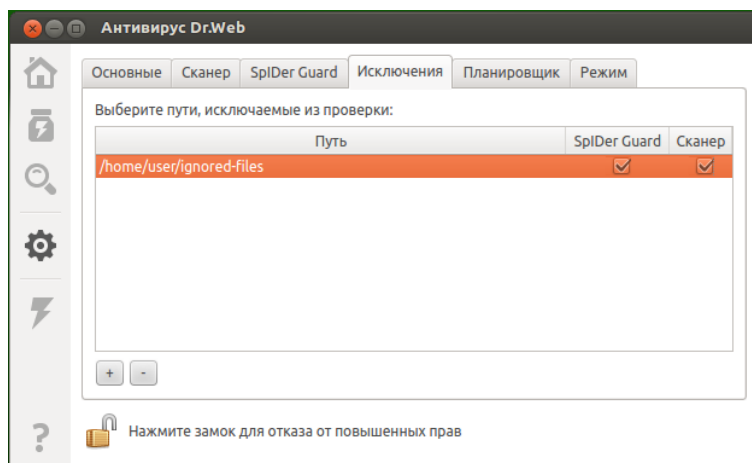 Антивирус Dr.Web
Основные Сканер SpIDer Guard Исключения Планировщик Режим
Выберите пути, исключаемые из проверки:
Путь SpIDer Guard Сканер
/home/user/ignored-files
+ -
Нажмите замок для отказа от повышенных прав